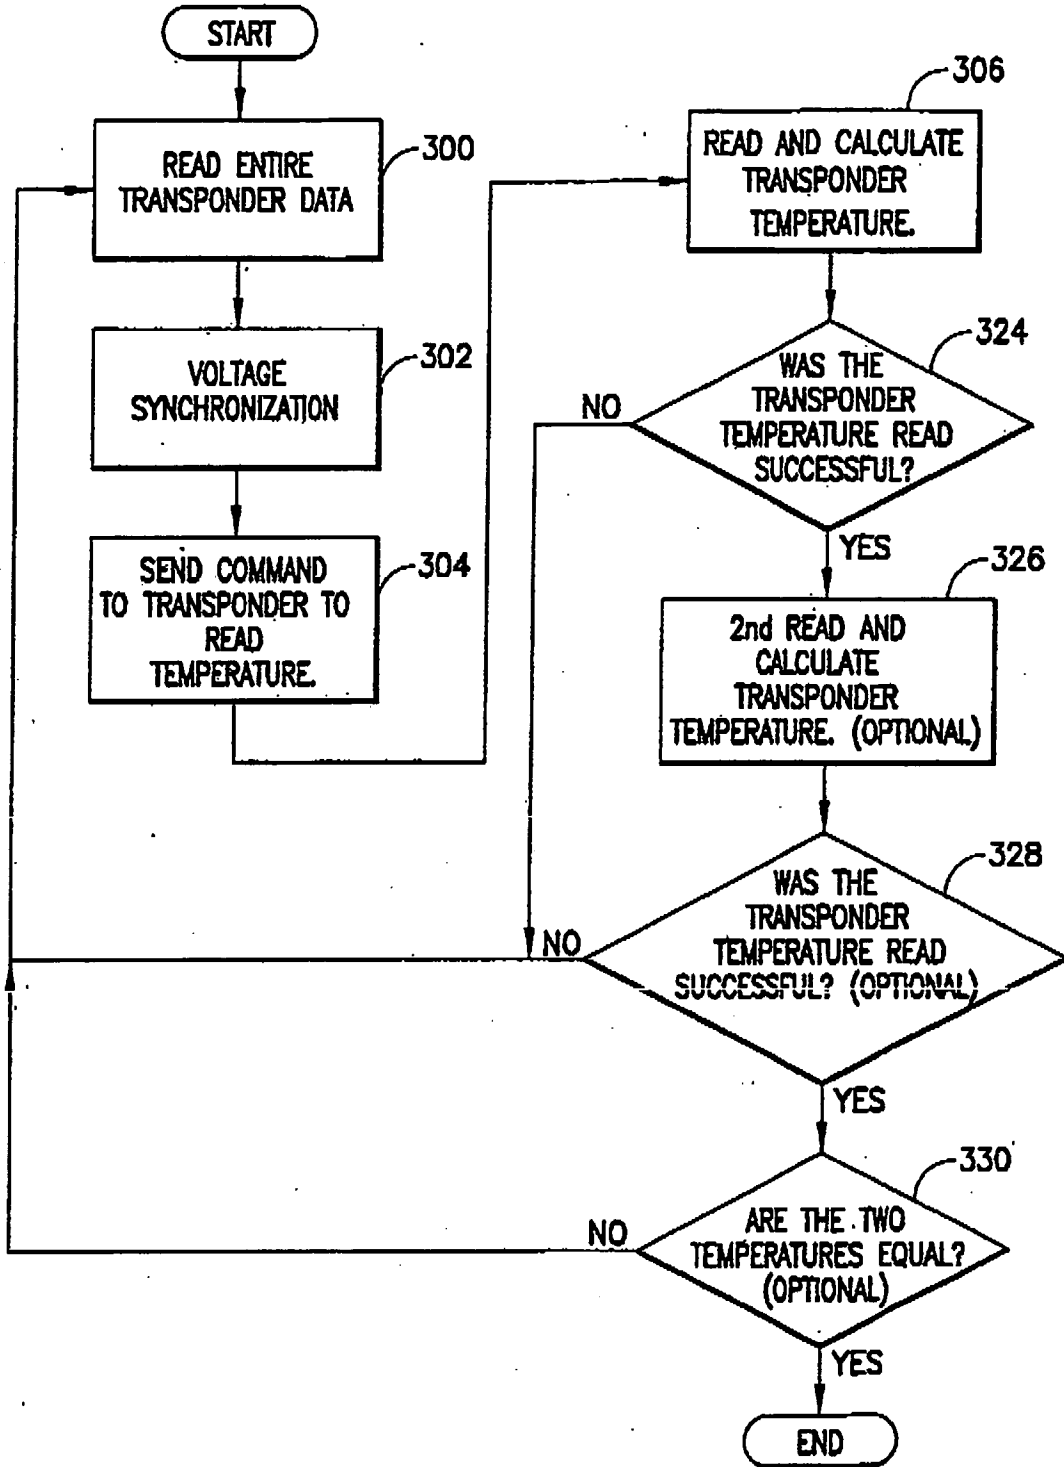 START
READ ENTIRE
TRANSPONDER DATA
300
VOLTAGE
SYNCHRONIZATION
302
SEND COMMAND
TO TRANSPONDER TO
READ
TEMPERATURE.
304
306
READ AND CALCULATE
TRANSPONDER
TEMPERATURE.
324
WAS THE
TRANSPONDER
TEMPERATURE READ
SUCCESSFUL?
NO
YES
326
2nd READ AND
CALCULATE
TRANSPONDER
TEMPERATURE. (OPTIONAL)
328
WAS THE
TRANSPONDER
TEMPERATURE READ
SUCCESSFUL? (OPTIONAL)
NO
YES
330
ARE THE TWO
TEMPERATURES EQUAL?
(OPTIONAL)
NO
YES
END